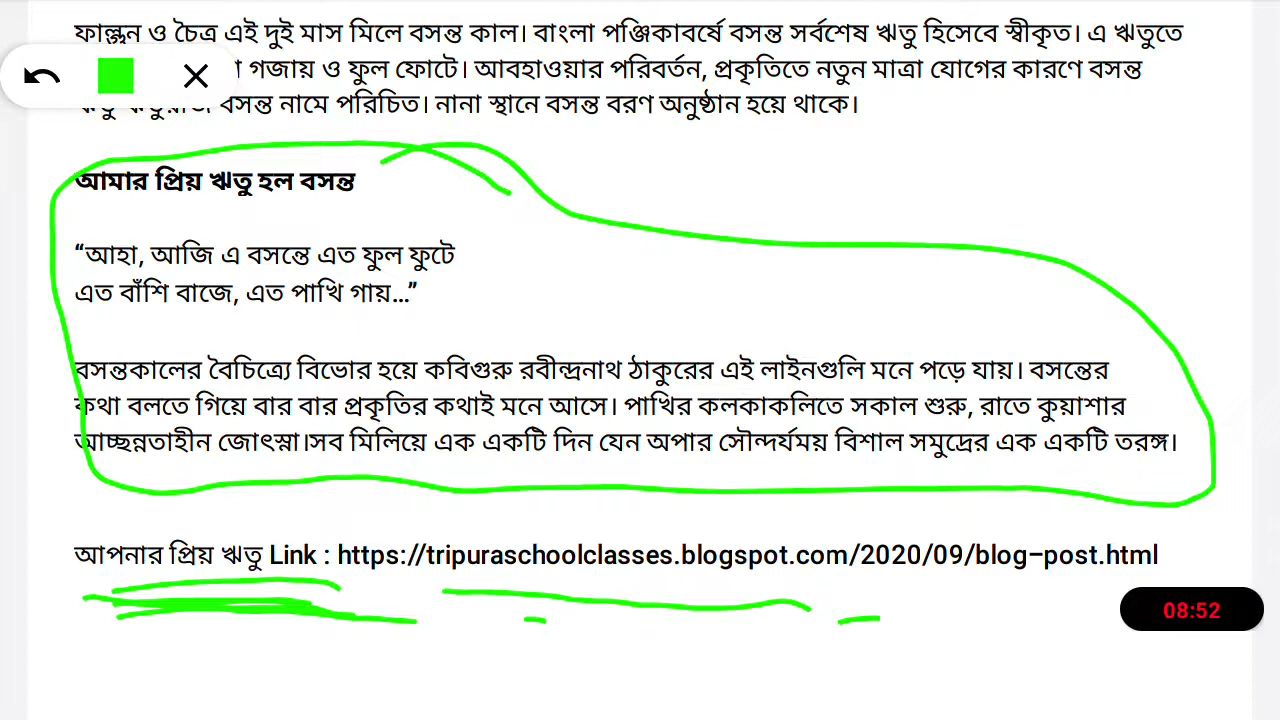 ফাল্গুন ও চৈত্র এই দুই মাস মিলে বসন্ত কাল। বাংলা পঞ্জিকাবর্ষে বসন্ত সর্বশেষ ঋতু হিসেবে স্বীকৃত। এ ঋতুতে
গজায় ও ফুল ফোটে। আবহাওয়ার পরিবর্তন, প্রকৃতিতে নতুন মাত্রা যোগের কারণে বসন্ত
বসন্ত নামে পরিচিত। নানা স্থানে বসন্ত বরণ অনুষ্ঠান হয়ে থাকে।
আমার প্রিয় ঋতু হল বসন্ত
“আহা, আজি এ বসন্তে এত ফুল ফুটে
এত বাঁশি বাজে, এত পাখি গায়...”
বসন্তকালের বৈচিত্র্যে বিভোর হয়ে কবিগুরু রবীন্দ্রনাথ ঠাকুরের এই লাইনগুলি মনে পড়ে যায়। বসন্তের
কথা বলতে গিয়ে বার বার প্রকৃতির কথাই মনে আসে। পাখির কলকাকলিতে সকাল শুরু, রাতে কুয়াশার
আচ্ছন্নতাহীন জোৎস্না।সব মিলিয়ে এক একটি দিন যেন অপার সৌন্দর্যময় বিশাল সমুদ্রের এক একটি তরঙ্গ।
আপনার প্রিয় ঋতু Link : https://tripuraschoolclasses.blogspot.com/2020/09/blog-post.html
08:52